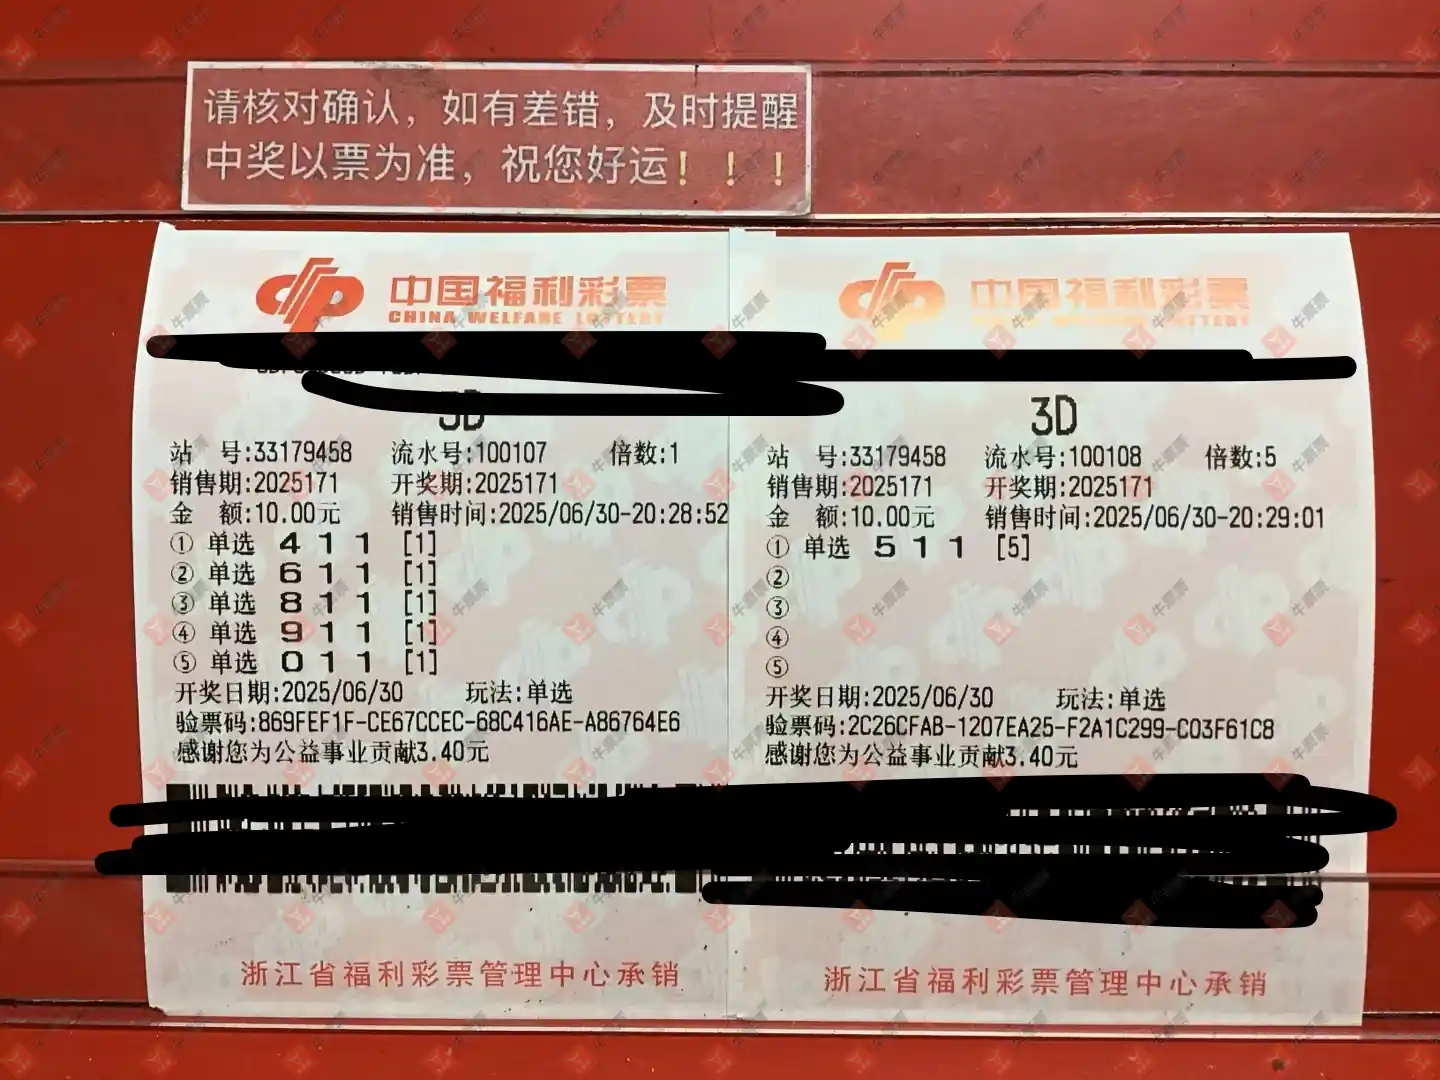 请核对确认，如有差错，及时提醒
中奖以票为准，祝您好运！！！
中国福利彩票
CHINA WELFARE LOTTERY
3D
站 号:33179458 流水号:100107 倍数:1
销售期:2025171 开奖期:2025171
金 额:10.00元 销售时间:2025/06/30-20:28:52
① 单选 4 1 1 [1]
② 单选 6 1 1 [1]
③ 单选 8 1 1 [1]
④ 单选 9 1 1 [1]
⑤ 单选 0 1 1 [1]
开奖日期:2025/06/30 玩法:单选
验票码:869FEF1F-CE67CCEC-68C416AE-A86764E6
感谢您为公益事业贡献3.40元
浙江省福利彩票管理中心承销
中国福利彩票
CHINA WELFARE LOTTERY
3D
站 号:33179458 流水号:100108 倍数:5
销售期:2025171 开奖期:2025171
金 额:10.00元 销售时间:2025/06/30-20:29:01
① 单选 5 1 1 [5]
②
③
④
⑤
开奖日期:2025/06/30 玩法:单选
验票码:2C26CFAB-1207EA25-F2A1C299-C03F61C8
感谢您为公益事业贡献3.40元
浙江省福利彩票管理中心承销